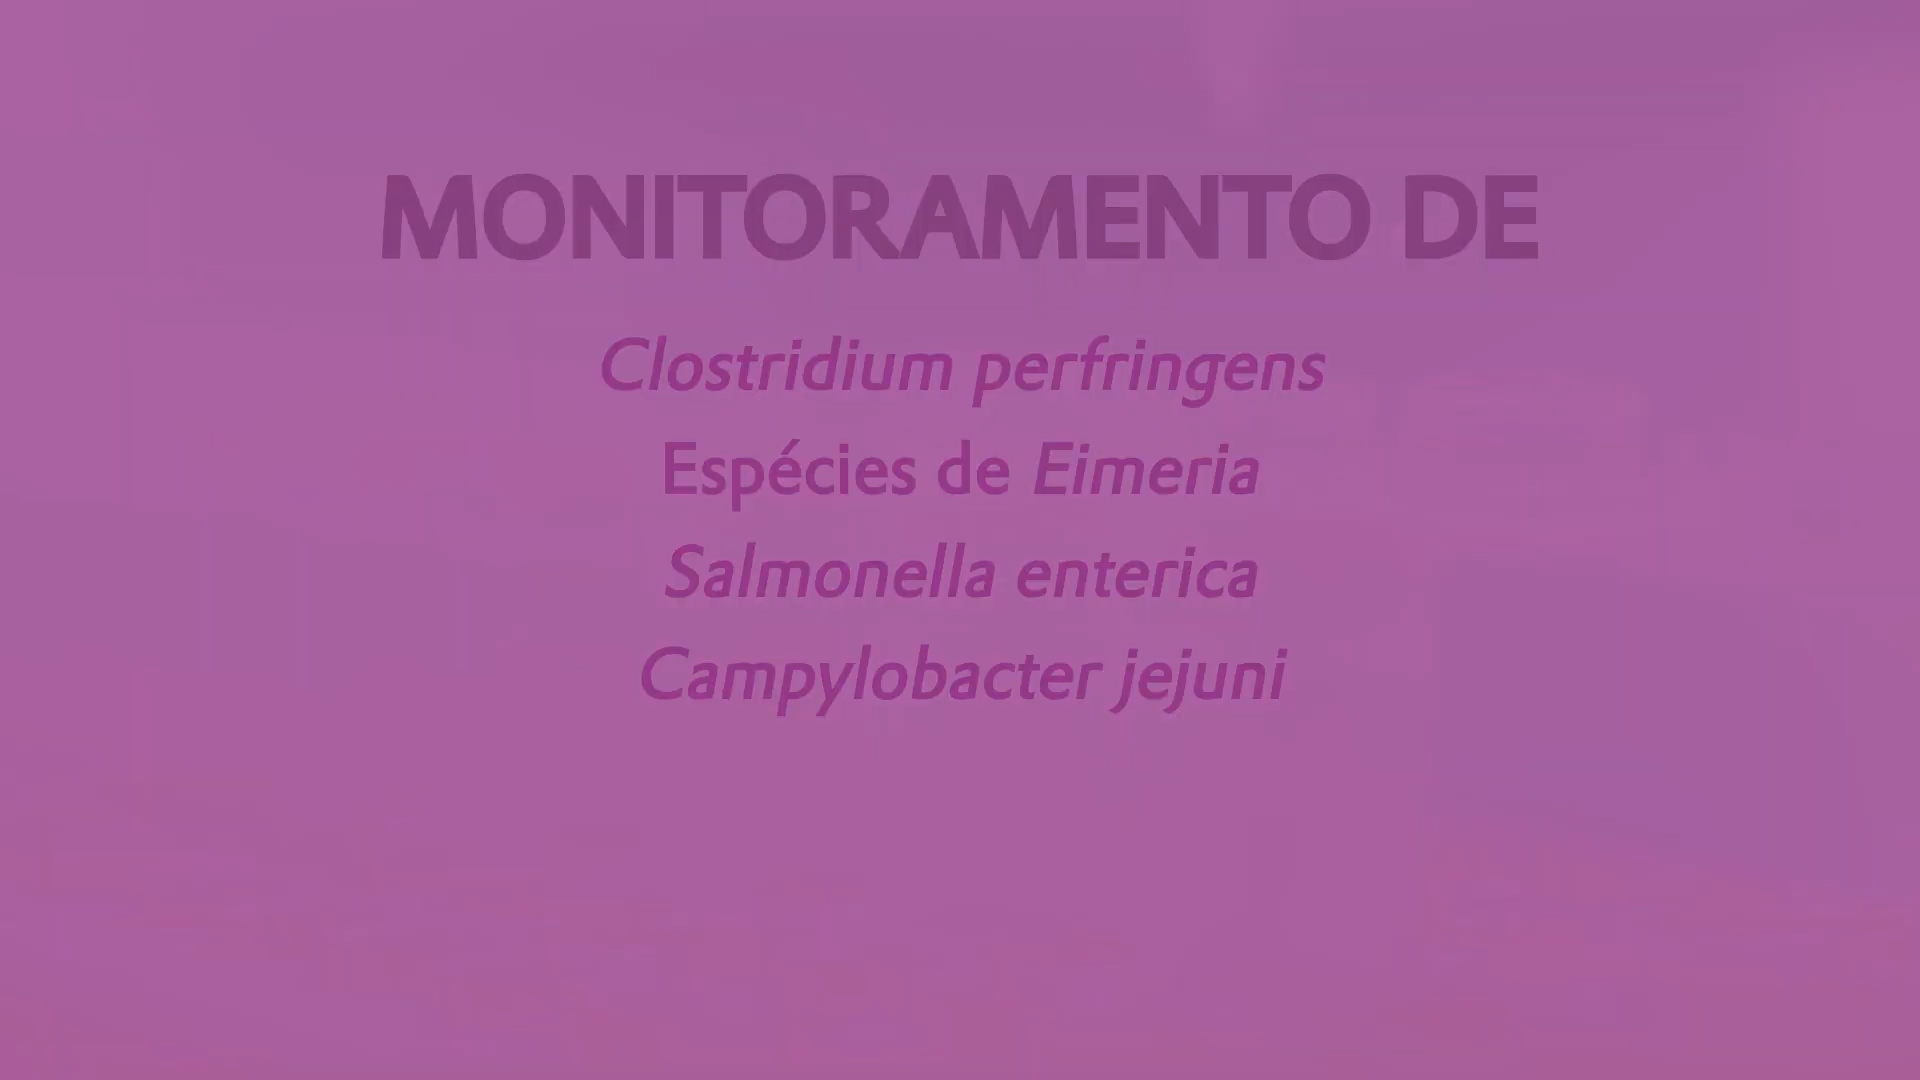 MONITORAMENTO DE
Clostridium perfringens
Espécies de Eimeria
Salmonella enterica
Campylobacter jejuni